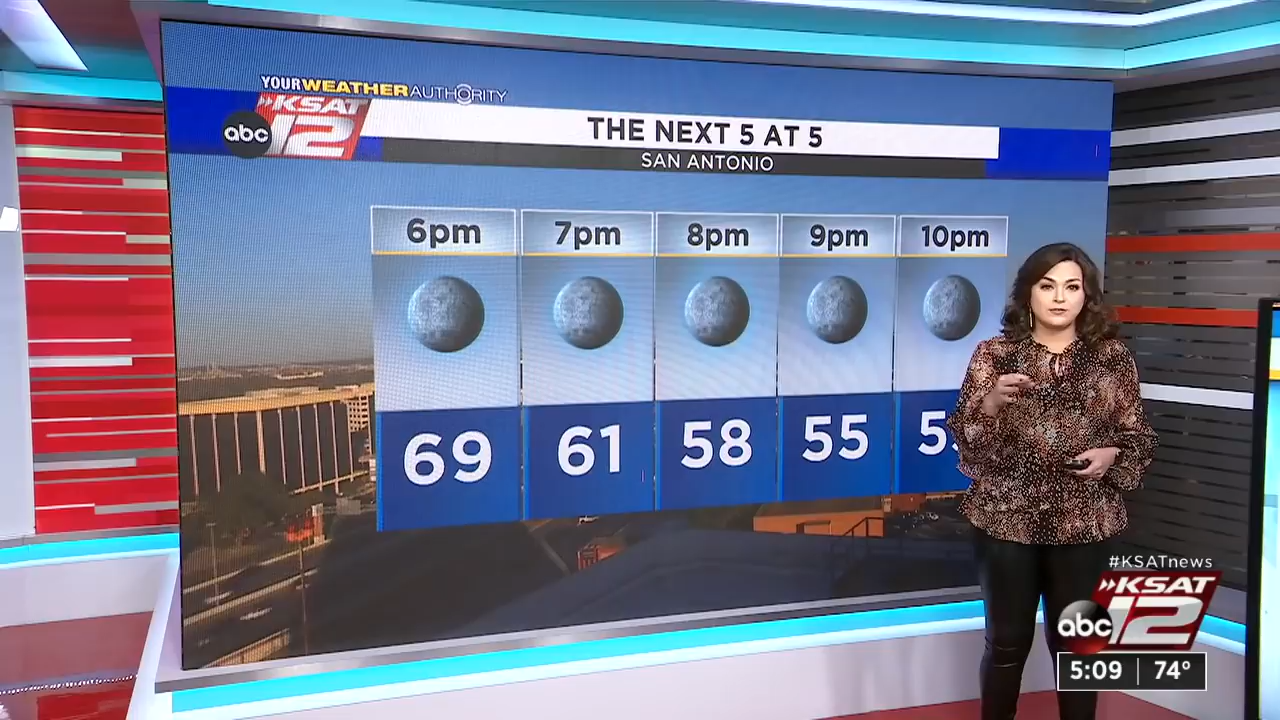 YOUR WEATHER AUTHORITY
KSAT
abc 12
THE NEXT 5 AT 5
SAN ANTONIO
6pm 7pm 8pm 9pm 10pm
69 61 58 55
#KSATnews
KSAT
abc 12
5:09 74°